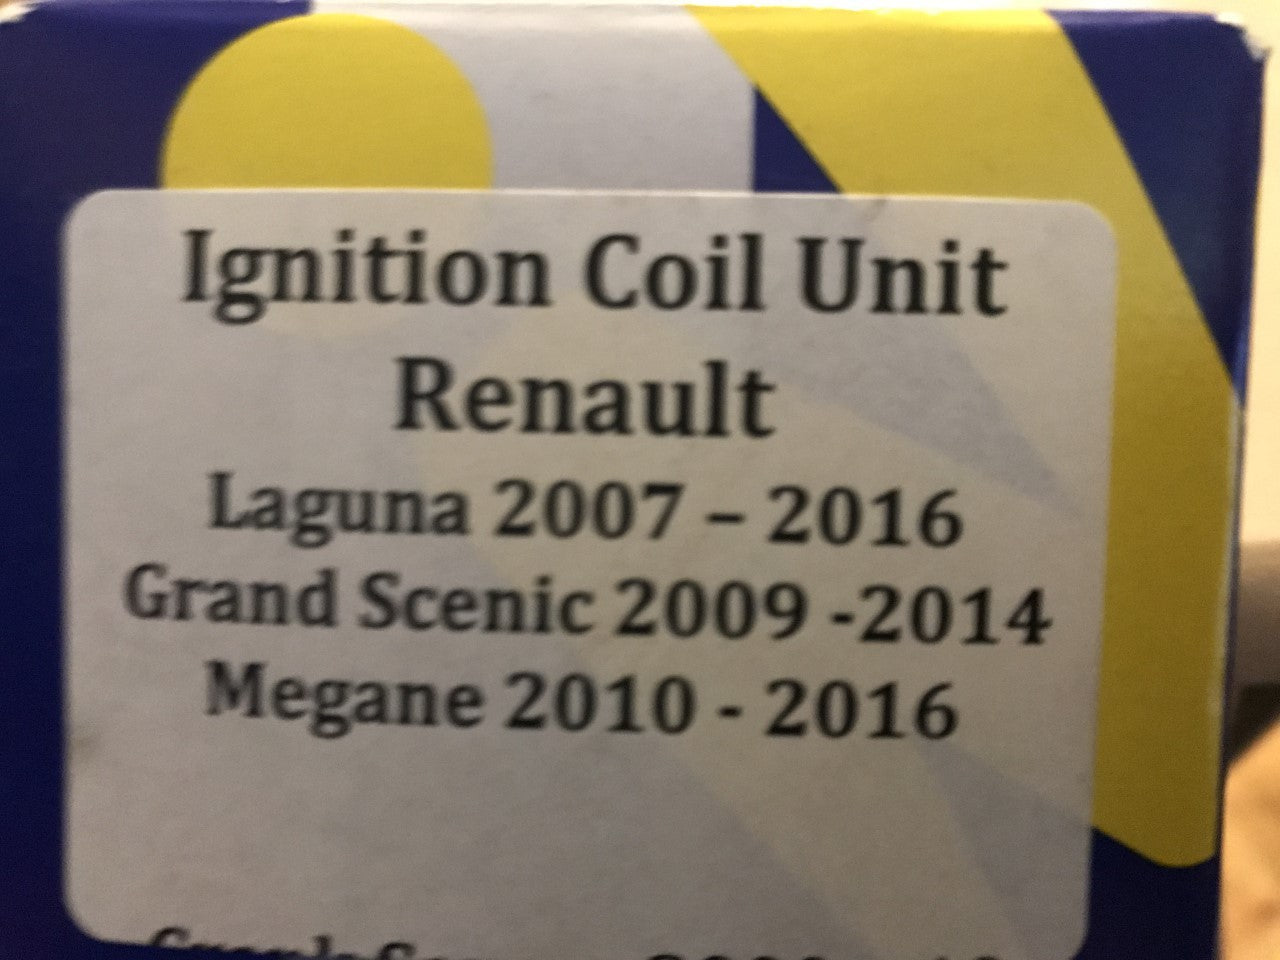 Ignition Coil Unit
Renault
Laguna 2007 – 2016
Grand Scenic 2009 -2014
Megane 2010 - 2016